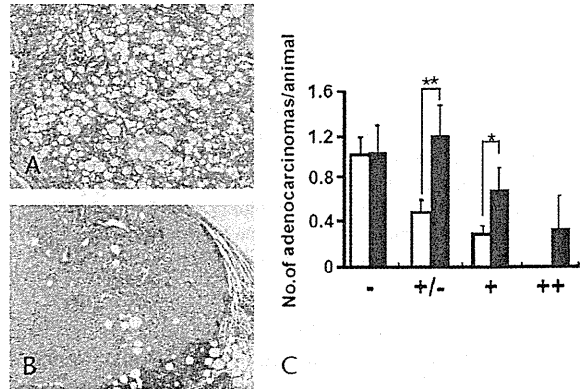 A
B
C
No.of adenocarcinomas/animal
1.6
1.2
0.8
0.4
0
**
*
-
+/-
+
++